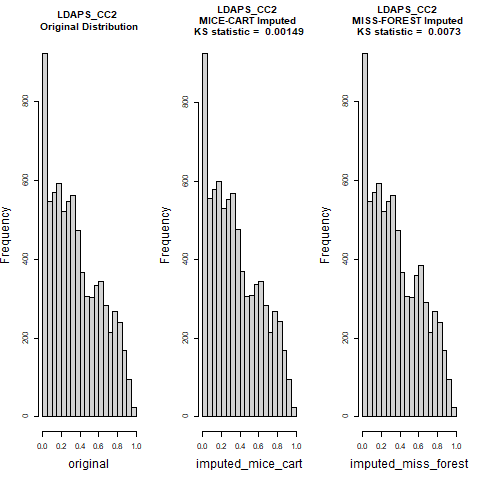 LDAPS_CC2
Original Distribution
Frequency
0
200
400
600
800
0.0 0.2 0.4 0.6 0.8 1.0
original
LDAPS_CC2
MICE-CART Imputed
KS statistic = 0.00149
Frequency
0
200
400
600
800
0.0 0.2 0.4 0.6 0.8 1.0
imputed_mice_cart
LDAPS_CC2
MISS-FOREST Imputed
KS statistic = 0.0073
Frequency
0
200
400
600
800
0.0 0.2 0.4 0.6 0.8 1.0
imputed_miss_forest